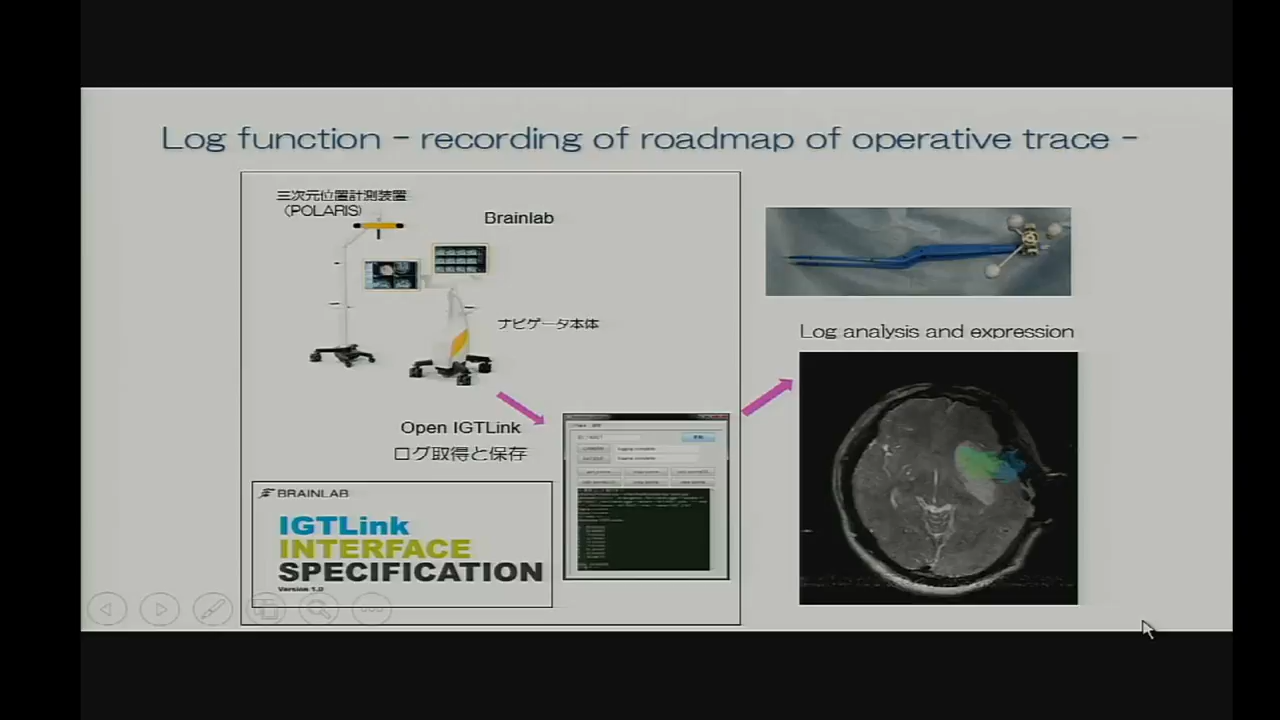 Log function - recording of roadmap of operative trace -
三次元位置計測装置
(POLARIS)
Brainlab
ナビゲータ本体
Open IGTLink
ログ取得と保存
BRAINLAB
IGTLink
INTERFACE
SPECIFICATION
Version 1.0
Log analysis and expression